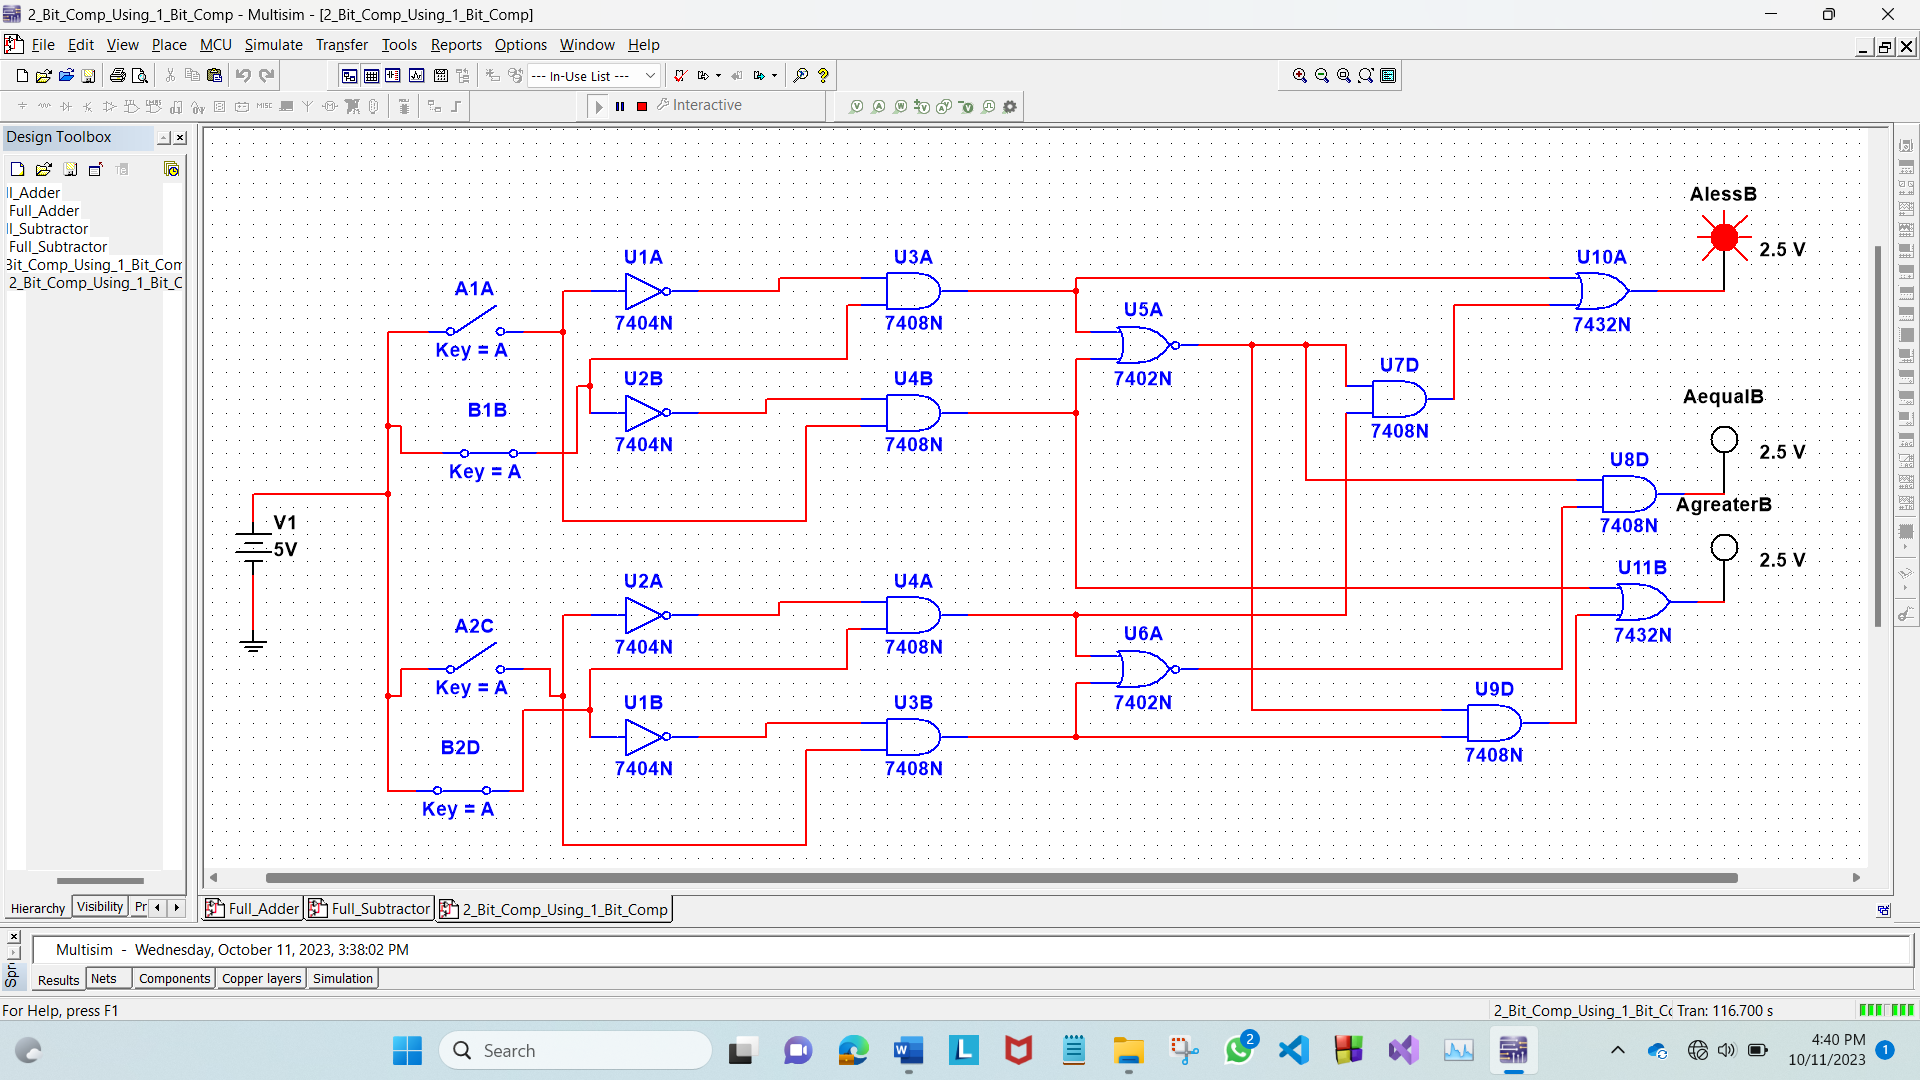 2_Bit_Comp_Using_1_Bit_Comp - Multisim - [2_Bit_Comp_Using_1_Bit_Comp]
File Edit View Place MCU Simulate Transfer Tools Reports Options Window Help
--- In-Use List ---
Interactive
Design Toolbox
ll_Adder
Full_Adder
ll_Subtractor
Full_Subtractor
3it_Comp_Using_1_Bit_Com
2_Bit_Comp_Using_1_Bit_C
Hierarchy Visibility Pr
AlessB
2.5 V
U1A
7404N
U3A
7408N
U10A
7432N
A1A
Key = A
U5A
7402N
U2B
7404N
U4B
7408N
U7D
7408N
B1B
Key = A
AequalB
2.5 V
U8D
7408N
V1
5V
AgreaterB
2.5 V
U11B
7432N
U2A
7404N
U4A
7408N
A2C
Key = A
U6A
7402N
U1B
7404N
U3B
7408N
U9D
7408N
B2D
Key = A
Full_Adder Full_Subtractor 2_Bit_Comp_Using_1_Bit_Comp
Multisim - Wednesday, October 11, 2023, 3:38:02 PM
Spr
Results Nets Components Copper layers Simulation
For Help, press F1
2_Bit_Comp_Using_1_Bit_Cc Tran: 116.700 s
Search
2
4:40 PM
10/11/2023
1